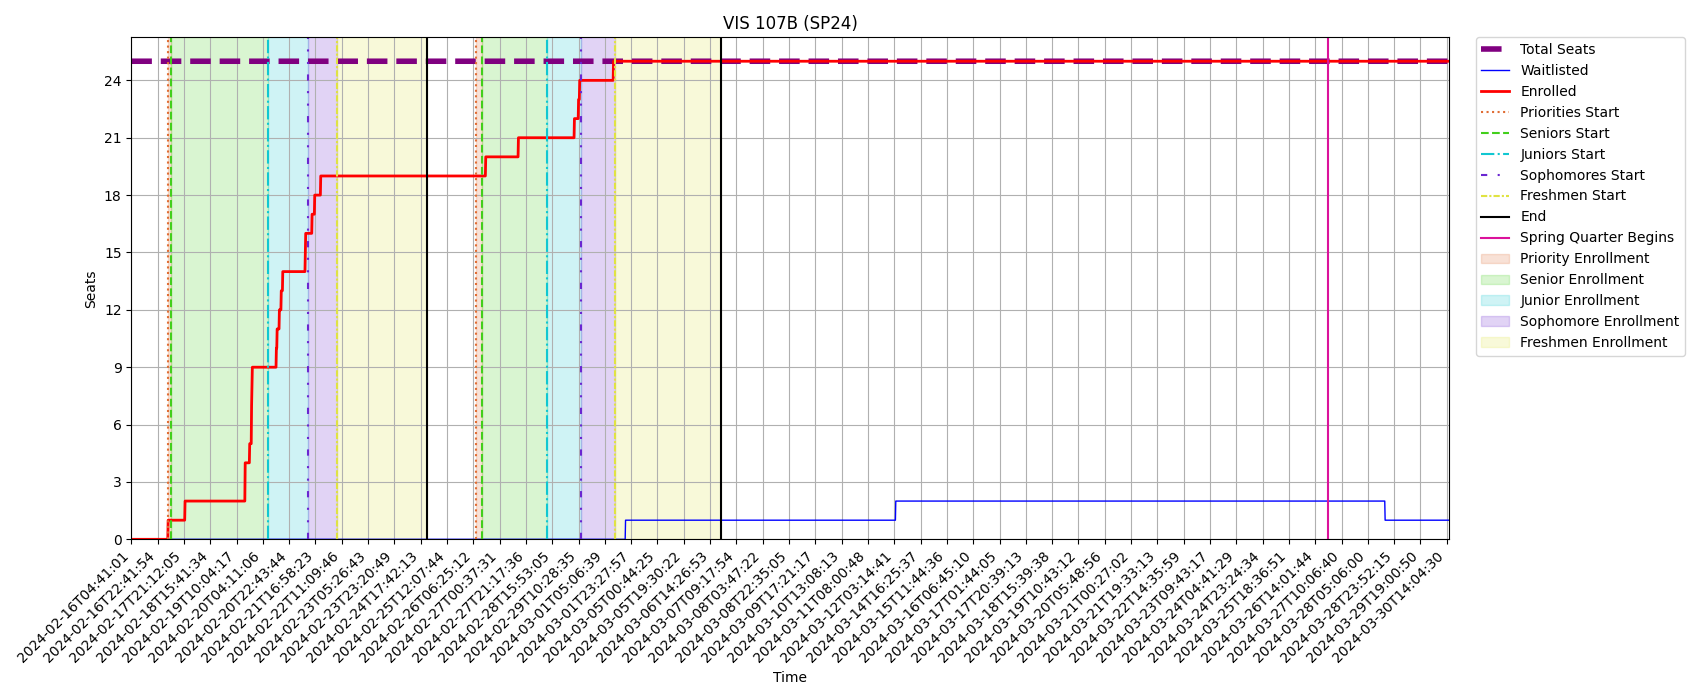 VIS 107B (SP24)
Seats
24
21
18
15
12
9
6
3
0
2024-02-16T04:41:01
2024-02-16T22:41:54
2024-02-17T21:12:05
2024-02-18T15:41:34
2024-02-19T10:04:17
2024-02-20T04:11:06
2024-02-20T22:43:44
2024-02-21T16:58:23
2024-02-22T11:09:46
2024-02-23T05:26:43
2024-02-23T23:20:49
2024-02-24T17:42:13
2024-02-25T12:07:44
2024-02-26T06:25:12
2024-02-27T00:37:31
2024-02-27T21:17:36
2024-02-28T15:53:05
2024-02-29T10:28:35
2024-03-01T05:06:39
2024-03-01T23:27:57
2024-03-05T00:44:25
2024-03-05T19:30:22
2024-03-06T14:26:53
2024-03-07T09:17:54
2024-03-08T03:47:22
2024-03-08T22:35:05
2024-03-09T17:21:17
2024-03-10T13:08:13
2024-03-11T08:00:48
2024-03-12T03:14:41
2024-03-14T16:25:37
2024-03-15T11:44:36
2024-03-16T06:45:10
2024-03-17T01:44:05
2024-03-17T20:39:13
2024-03-18T15:39:38
2024-03-19T10:43:12
2024-03-20T05:48:56
2024-03-21T00:27:02
2024-03-21T19:33:13
2024-03-22T14:35:59
2024-03-23T09:43:17
2024-03-24T04:41:29
2024-03-24T23:24:34
2024-03-25T18:36:51
2024-03-26T14:01:44
2024-03-27T10:06:40
2024-03-28T05:06:00
2024-03-28T23:52:15
2024-03-29T19:00:50
2024-03-30T14:04:30
Time
Total Seats
Waitlisted
Enrolled
Priorities Start
Seniors Start
Juniors Start
Sophomores Start
Freshmen Start
End
Spring Quarter Begins
Priority Enrollment
Senior Enrollment
Junior Enrollment
Sophomore Enrollment
Freshmen Enrollment